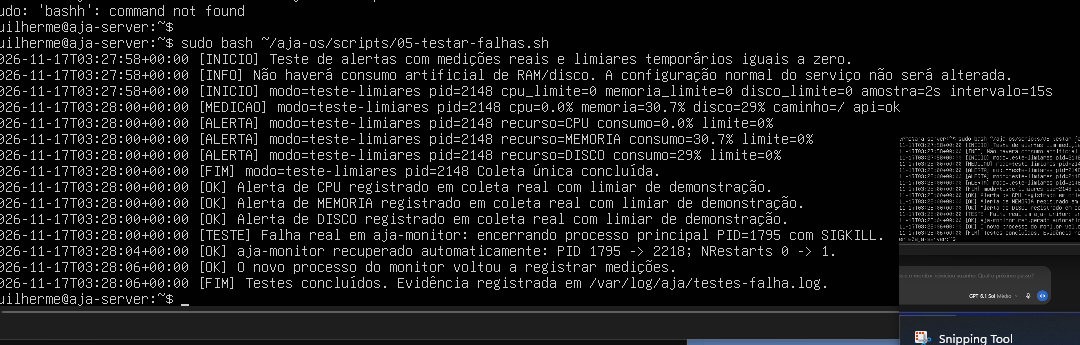 udo: 'bashh': command not found
uilherme@aja-server:~$
uilherme@aja-server:~$ sudo bash ~/aja-os/scripts/05-testar-falhas.sh
026-11-17T03:27:58+00:00 [INICIO] Teste de alertas com medições reais e limiares temporários iguais a zero.
026-11-17T03:27:58+00:00 [INFO] Não haverá consumo artificial de RAM/disco. A configuração normal do serviço não será alterada.
026-11-17T03:27:58+00:00 [INICIO] modo=teste-limiares pid=2148 cpu_limite=0 memoria_limite=0 disco_limite=0 amostra=2s intervalo=15s
026-11-17T03:28:00+00:00 [MEDICAO] modo=teste-limiares pid=2148 cpu=0.0% memoria=30.7% disco=29% caminho=/ api=ok
026-11-17T03:28:00+00:00 [ALERTA] modo=teste-limiares pid=2148 recurso=CPU consumo=0.0% limite=0%
026-11-17T03:28:00+00:00 [ALERTA] modo=teste-limiares pid=2148 recurso=MEMORIA consumo=30.7% limite=0%
026-11-17T03:28:00+00:00 [ALERTA] modo=teste-limiares pid=2148 recurso=DISCO consumo=29% limite=0%
026-11-17T03:28:00+00:00 [FIM] modo=teste-limiares pid=2148 Coleta única concluída.
026-11-17T03:28:00+00:00 [OK] Alerta de CPU registrado em coleta real com limiar de demonstração.
026-11-17T03:28:00+00:00 [OK] Alerta de MEMORIA registrado em coleta real com limiar de demonstração.
026-11-17T03:28:00+00:00 [OK] Alerta de DISCO registrado em coleta real com limiar de demonstração.
026-11-17T03:28:00+00:00 [TESTE] Falha real em aja-monitor: encerrando processo principal PID=1795 com SIGKILL.
026-11-17T03:28:04+00:00 [OK] aja-monitor recuperado automaticamente: PID 1795 -> 2218; NRestarts 0 -> 1.
026-11-17T03:28:06+00:00 [OK] O novo processo do monitor voltou a registrar medições.
026-11-17T03:28:06+00:00 [FIM] Testes concluídos. Evidência registrada em /var/log/aja/testes-falha.log.
uilherme@aja-server:~$ _
Médio
Snipping Tool